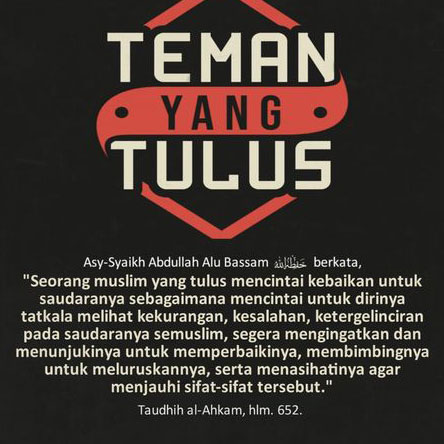 TEMAN
YANG
TULUS
Asy-Syaikh Abdullah Alu Bassam حفظه الله berkata,
"Seorang muslim yang tulus mencintai kebaikan untuk
saudaranya sebagaimana mencintai untuk dirinya
tatkala melihat kekurangan, kesalahan, ketergelinciran
pada saudaranya semuslim, segera mengingatkan dan
menunjukinya untuk memperbaikinya, membimbingnya
untuk meluruskannya, serta menasihatinya agar
menjauhi sifat-sifat tersebut."
Taudhih al-Ahkam, hlm. 652.